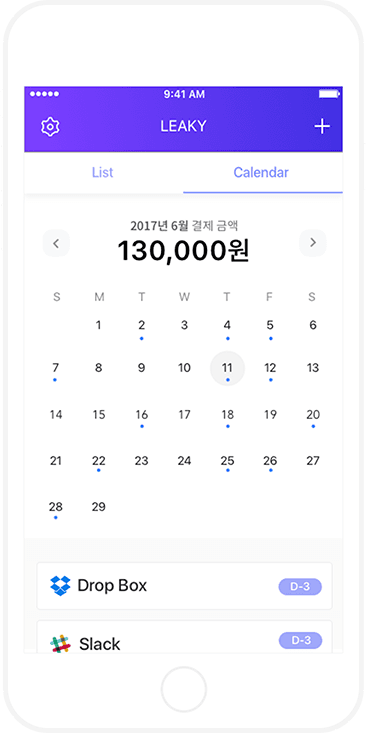 9:41 AM
LEAKY
List Calendar
2017년 6월 결제 금액
130,000원
S M T W T F S
1 2 3 4 5 6
7 8 9 10 11 12 13
14 15 16 17 18 19 20
21 22 23 24 25 26 27
28 29
Drop Box D-3
Slack D-3